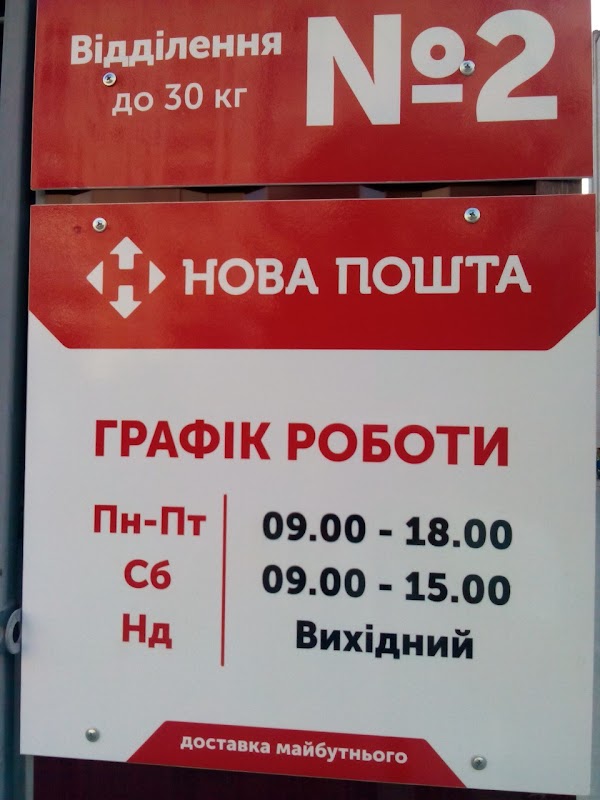 Відділення
до 30 кг
№2
НОВА ПОШТА
ГРАФІК РОБОТИ
Пн-Пт 09.00 - 18.00
Сб 09.00 - 15.00
Нд Вихідний
доставка майбутнього